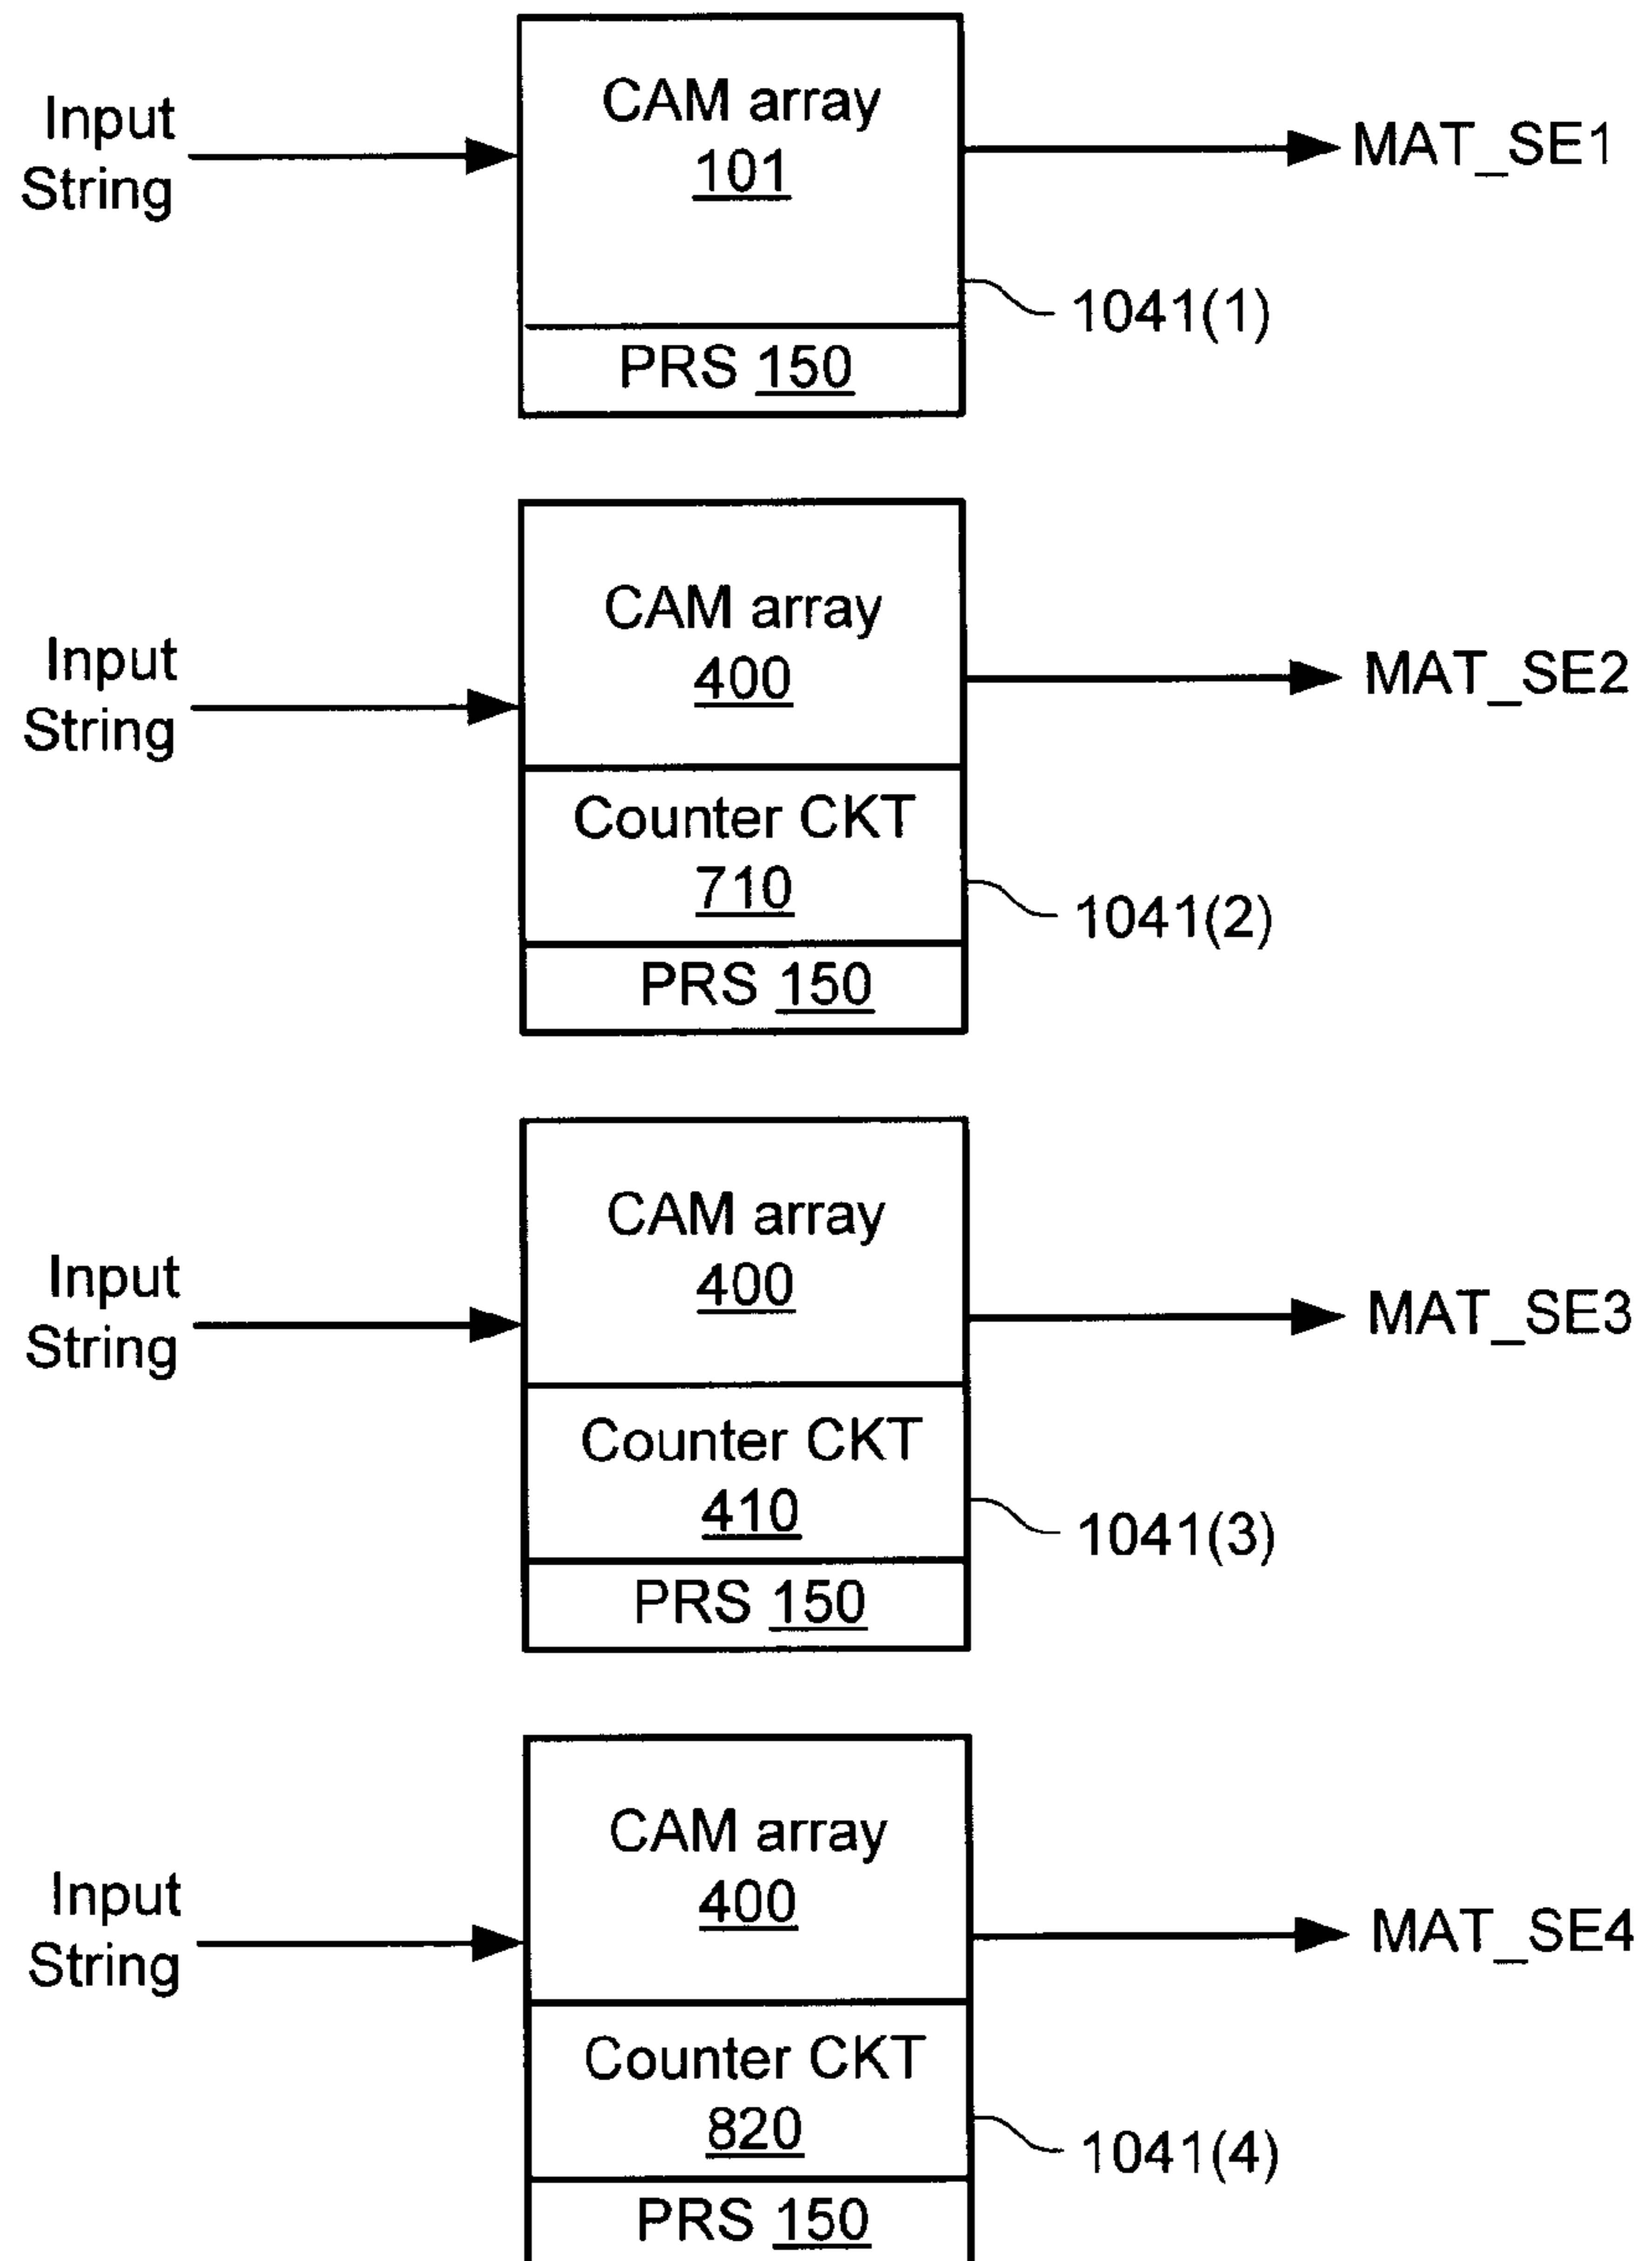 CAM array
101
Input
String
MAT_SE1
1041(1)
PRS 150
CAM array
400
Input
String
MAT_SE2
Counter CKT
710
1041(2)
PRS 150
CAM array
400
Input
String
MAT_SE3
Counter CKT
410
1041(3)
PRS 150
CAM array
400
Input
String
MAT_SE4
Counter CKT
820
1041(4)
PRS 150